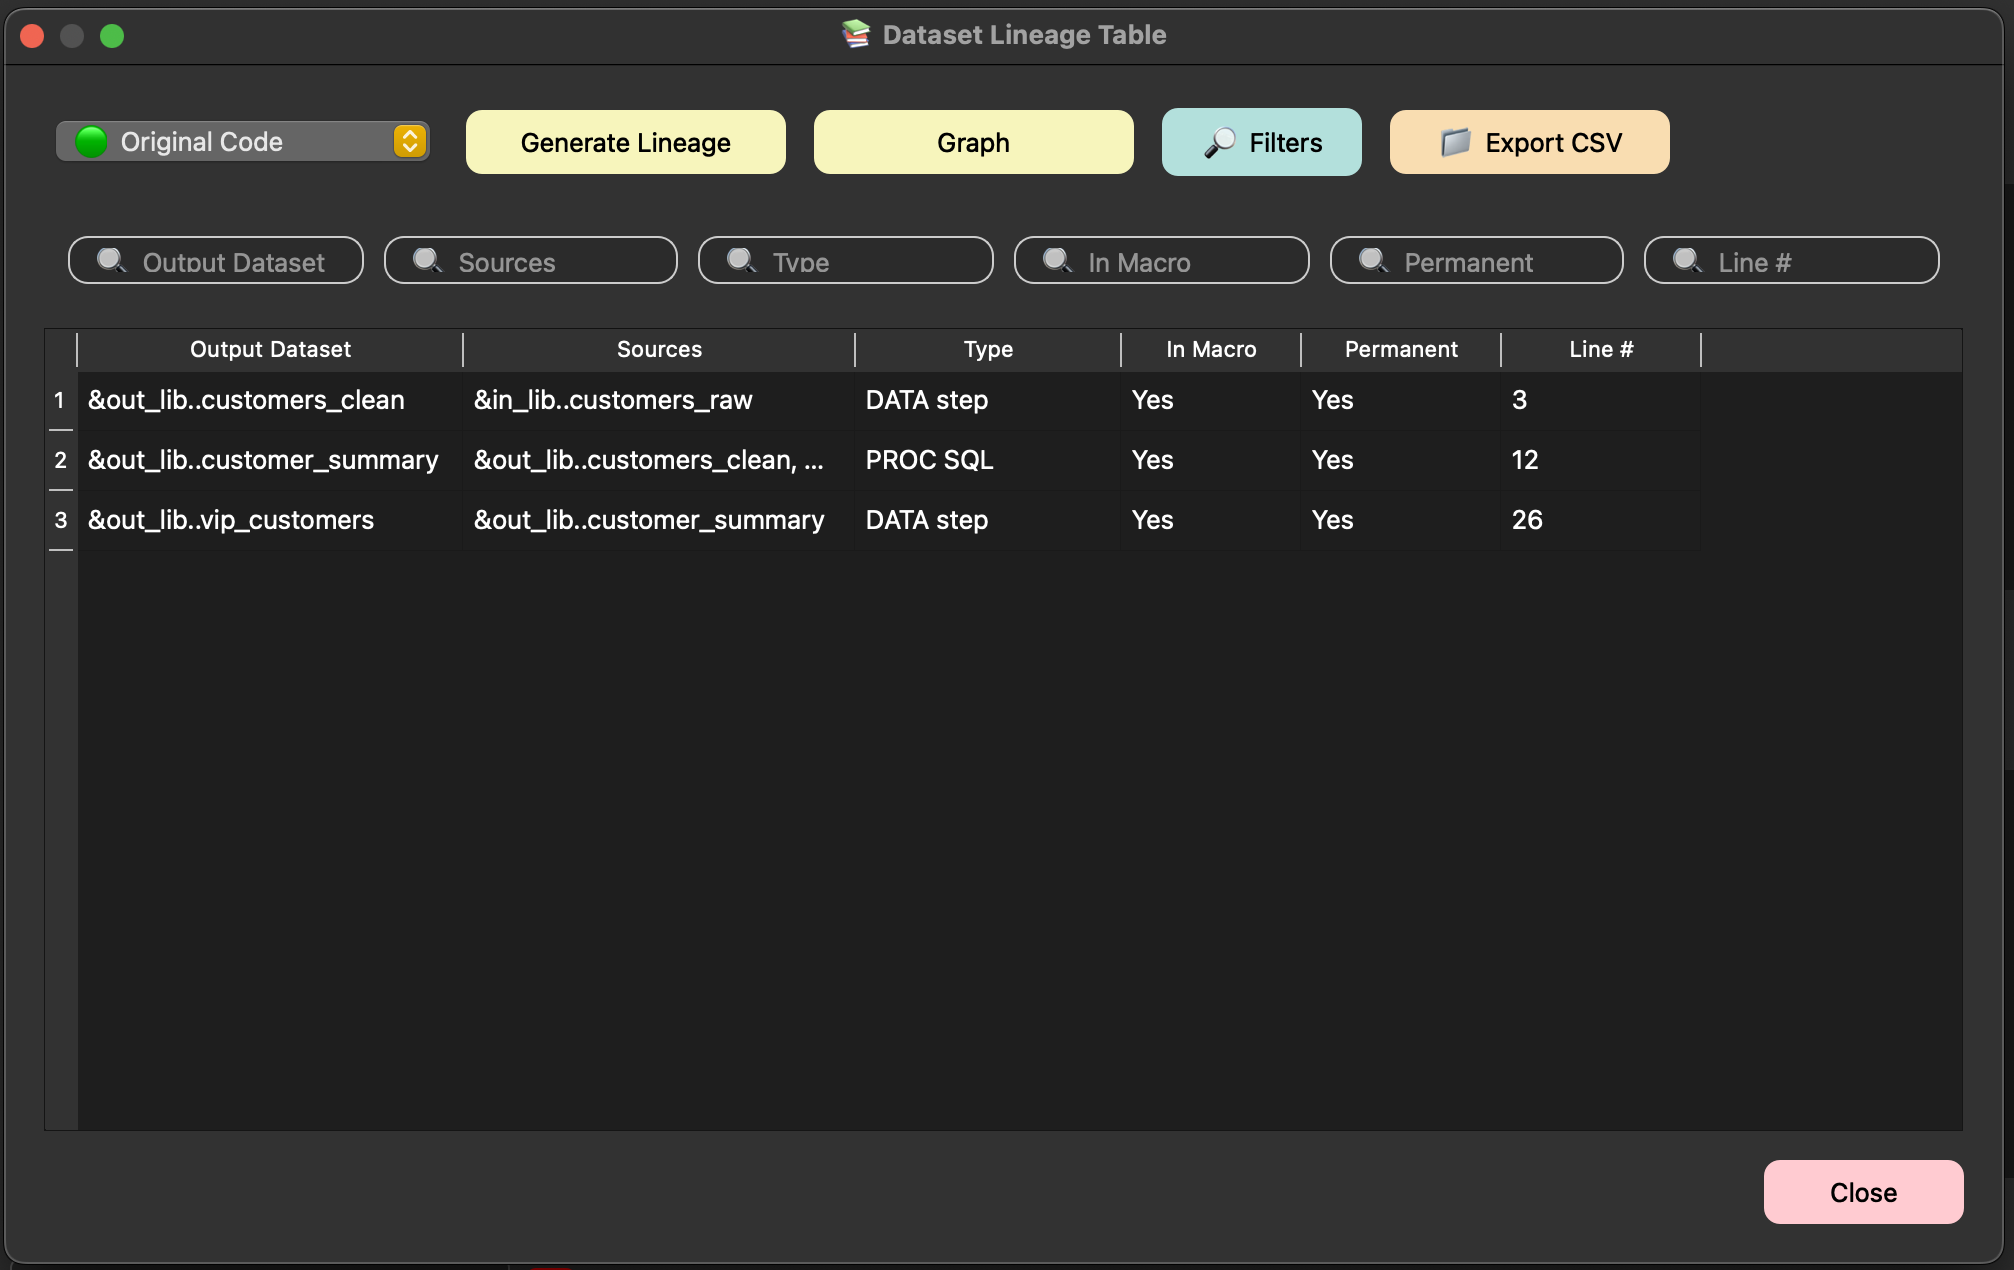 Dataset Lineage Table
Original Code
Generate Lineage
Graph
Filters
Export CSV
Output Dataset
Sources
Type
In Macro
Permanent
Line #
Output Dataset Sources Type In Macro Permanent Line #
1 &out_lib..customers_clean &in_lib..customers_raw DATA step Yes Yes 3
2 &out_lib..customer_summary &out_lib..customers_clean, ... PROC SQL Yes Yes 12
3 &out_lib..vip_customers &out_lib..customer_summary DATA step Yes Yes 26
Close